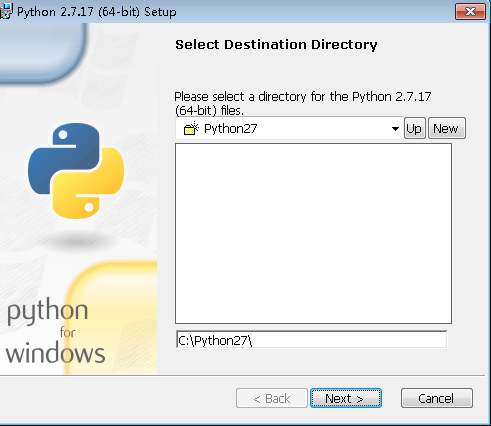 Python 2.7.17 (64-bit) Setup
Select Destination Directory
Please select a directory for the Python 2.7.17
(64-bit) files.
Python27
Up
New
C:\Python27\
python
for
windows
< Back
Next >
Cancel